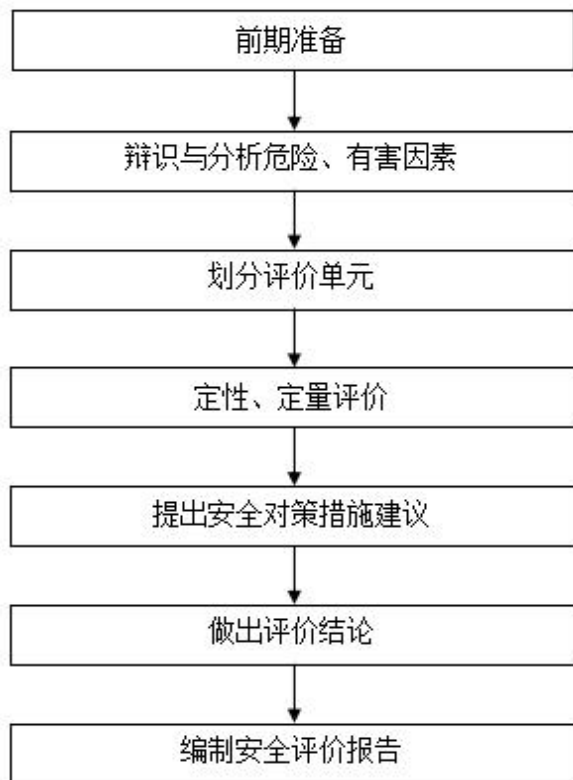 前期准备
辩识与分析危险、有害因素
划分评价单元
定性、定量评价
提出安全对策措施建议
做出评价结论
编制安全评价报告